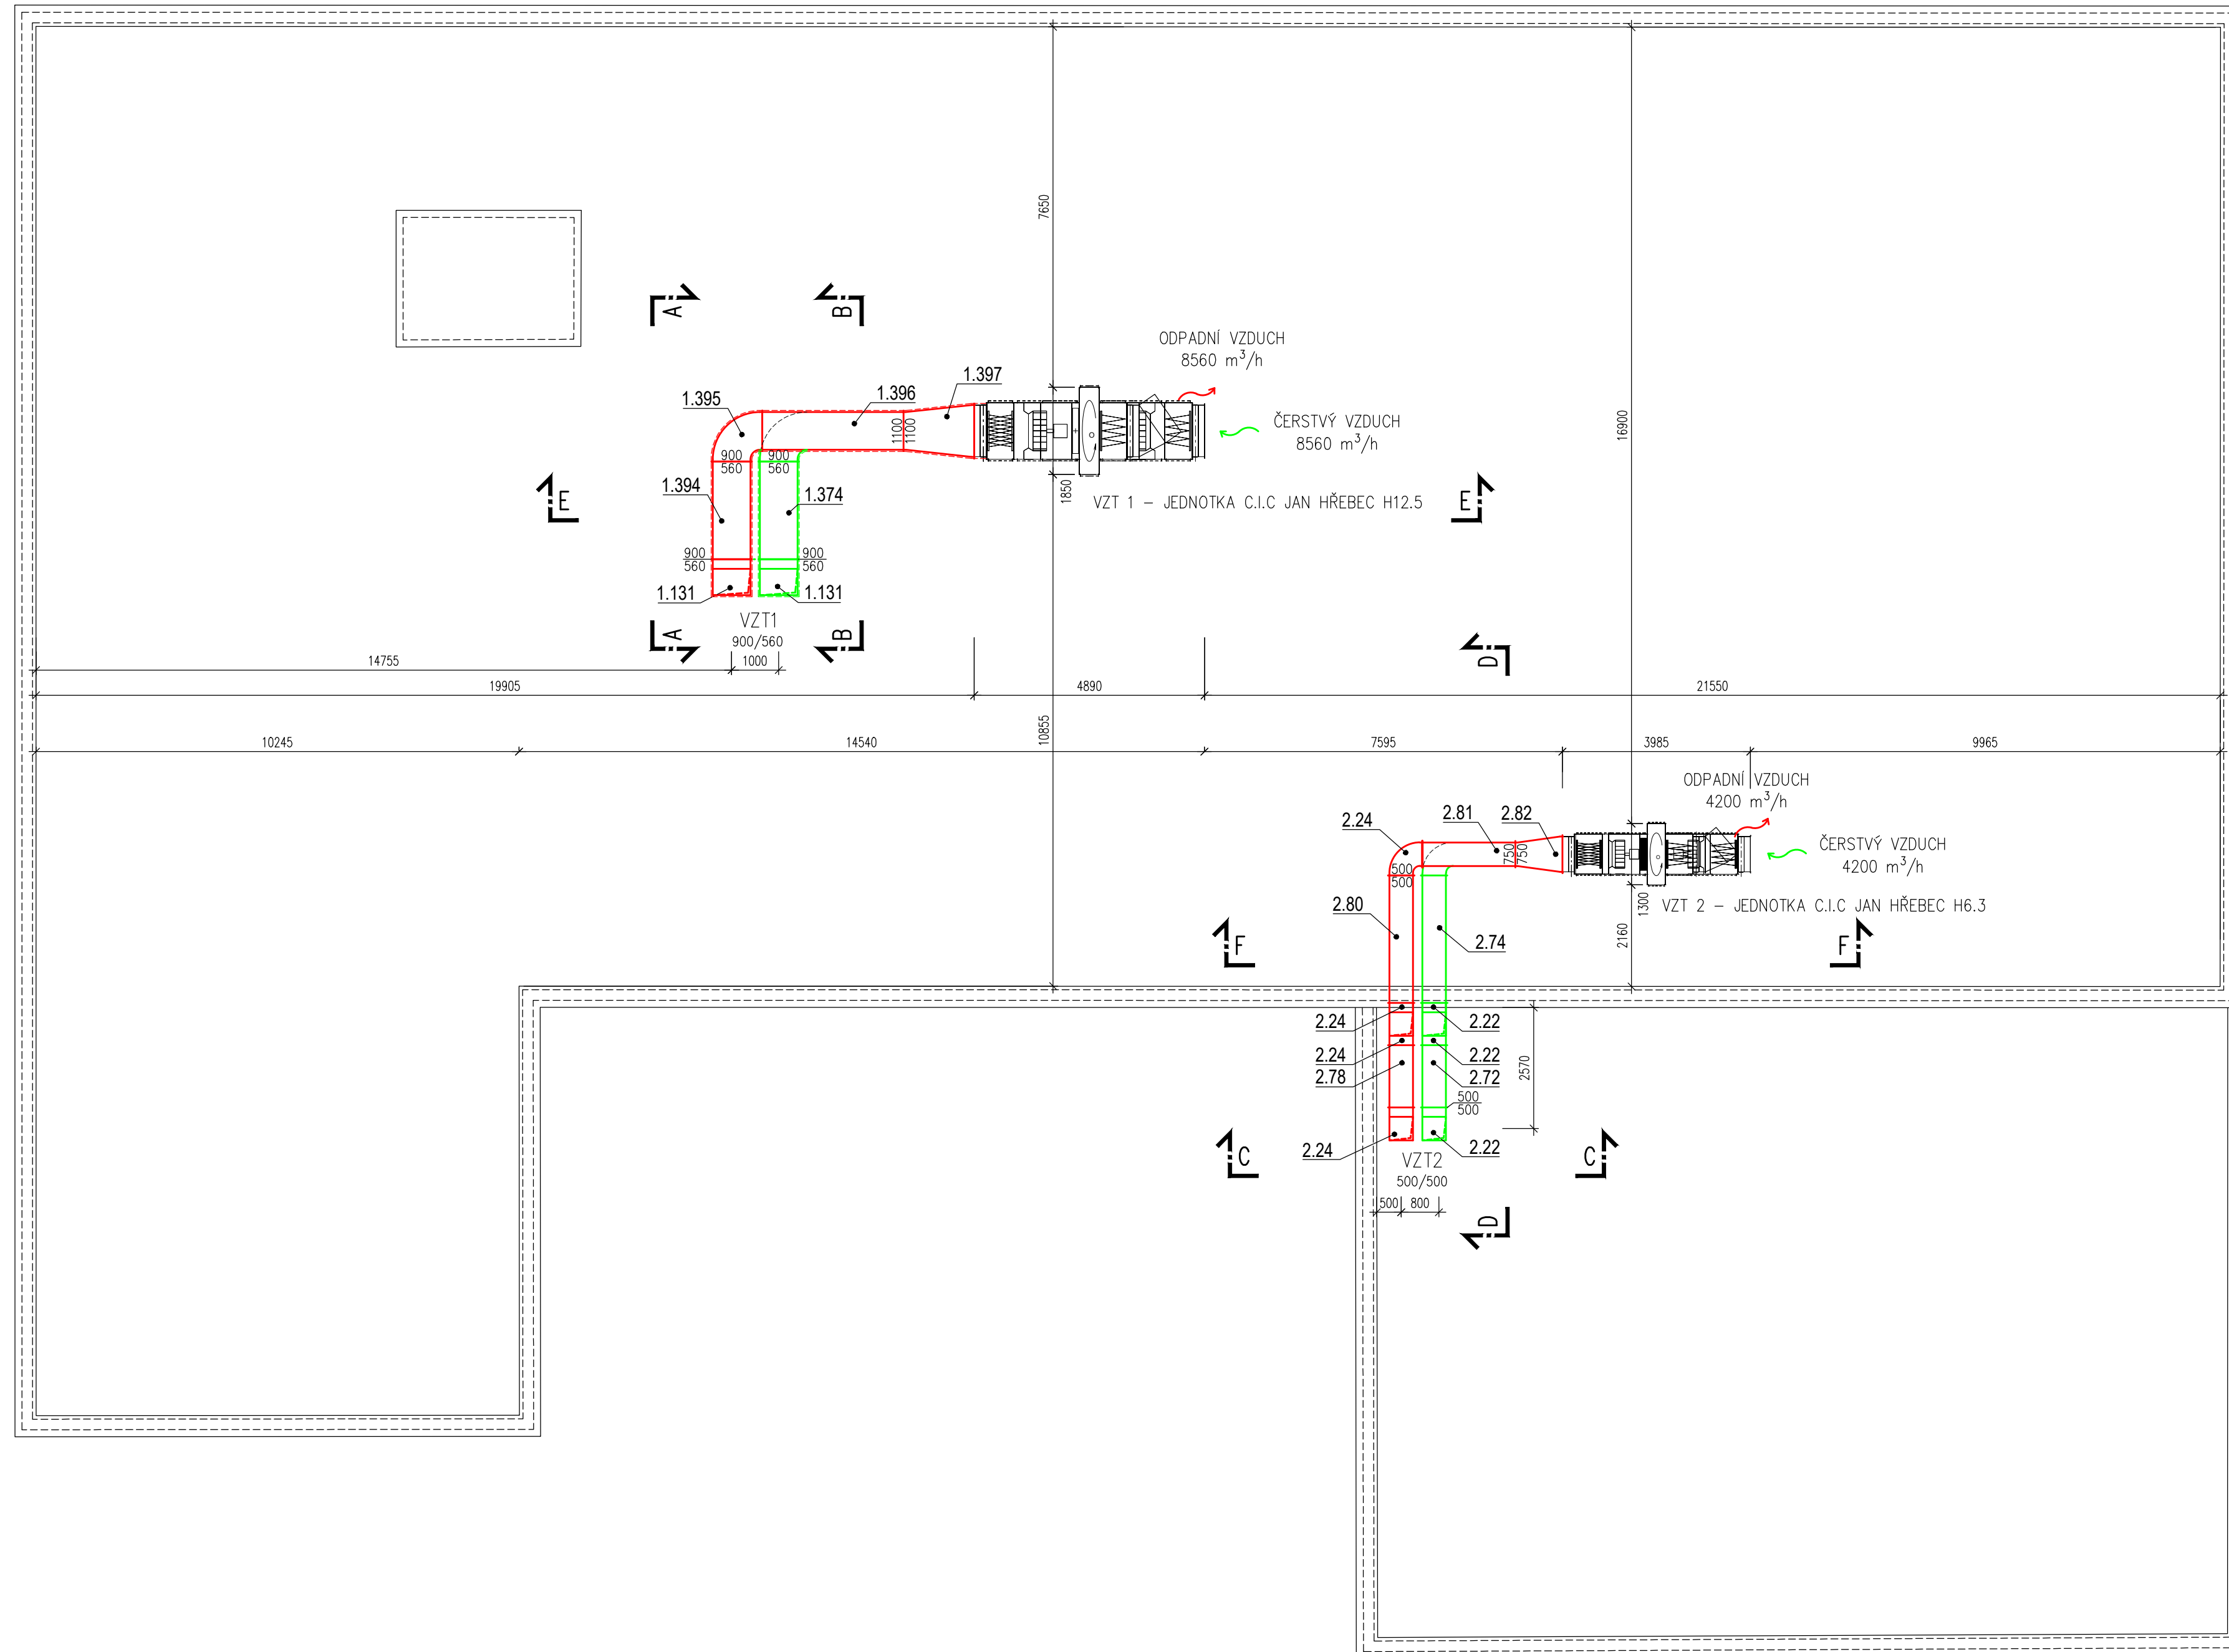 7650
16900
A
B
ODPADNÍ VZDUCH
8560 m³/h
ČERSTVÝ VZDUCH
8560 m³/h
1.395
1.396
1.397
1100
1100
900
560
900
560
1.394
1.374
E
E
1850
VZT 1 – JEDNOTKA C.I.C JAN HŘEBEC H12.5
900
560
900
560
1.131
1.131
VZT1
900/560
A
B
D
14755
1000
19905
4890
21550
10855
10245
14540
7595
3985
9965
ODPADNÍ VZDUCH
4200 m³/h
ČERSTVÝ VZDUCH
4200 m³/h
2.24
2.81
2.82
750
750
500
500
2.80
2.74
1300
VZT 2 – JEDNOTKA C.I.C JAN HŘEBEC H6.3
2160
F
F
2.24
2.22
2.24
2.22
2.78
2.72
2570
500
500
2.24
2.22
C
C
VZT2
500/500
500
800
D